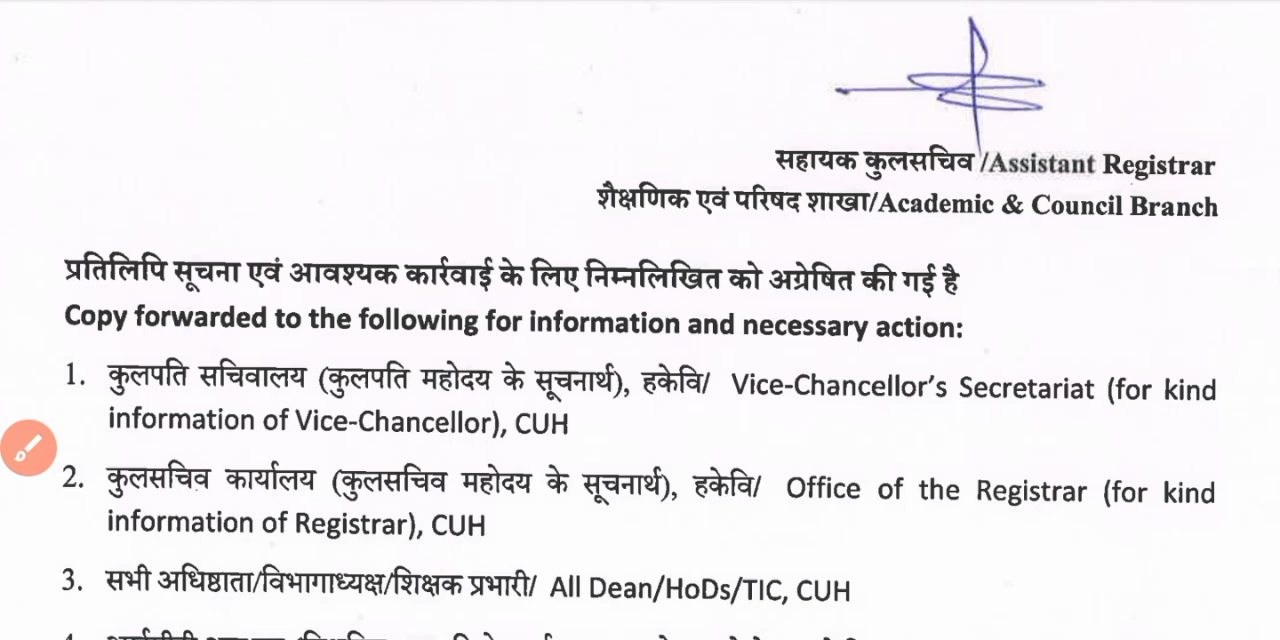 सहायक कुलसचिव /Assistant Registrar
शैक्षणिक एवं परिषद शाखा/Academic & Council Branch
प्रतिलिपि सूचना एवं आवश्यक कार्रवाई के लिए निम्नलिखित को अग्रेषित की गई है
Copy forwarded to the following for information and necessary action:
1. कुलपति सचिवालय (कुलपति महोदय के सूचनार्थ), हकेवि/ Vice-Chancellor's Secretariat (for kind
information of Vice-Chancellor), CUH
2. कुलसचिव कार्यालय (कुलसचिव महोदय के सूचनार्थ), हकेवि/ Office of the Registrar (for kind
information of Registrar), CUH
3. सभी अधिष्ठाता/विभागाध्यक्ष/शिक्षक प्रभारी/ All Dean/HoDs/TIC, CUH